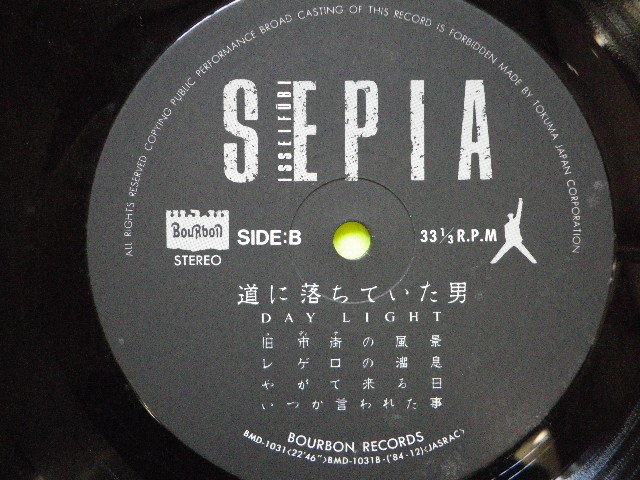 ALL RIGHTS RESERVED COPYING PUBLIC PERFORMANCE BROAD CASTING OF THIS RECORD IS FORBIDDEN MADE BY TOKUMA JAPAN CORPORATION
SEPIA
ISSEIFUBI
BouRboN
STEREO
SIDE:B
33 1/3 R.P.M
道に落ちていた男
DAY LIGHT
旧市街の風景
レゲロの溜息
やがて来る日
いつか言われた事
BOURBON RECORDS
BMD-1031<22'46">BMD-1031B-('84-12)<JASRAC>